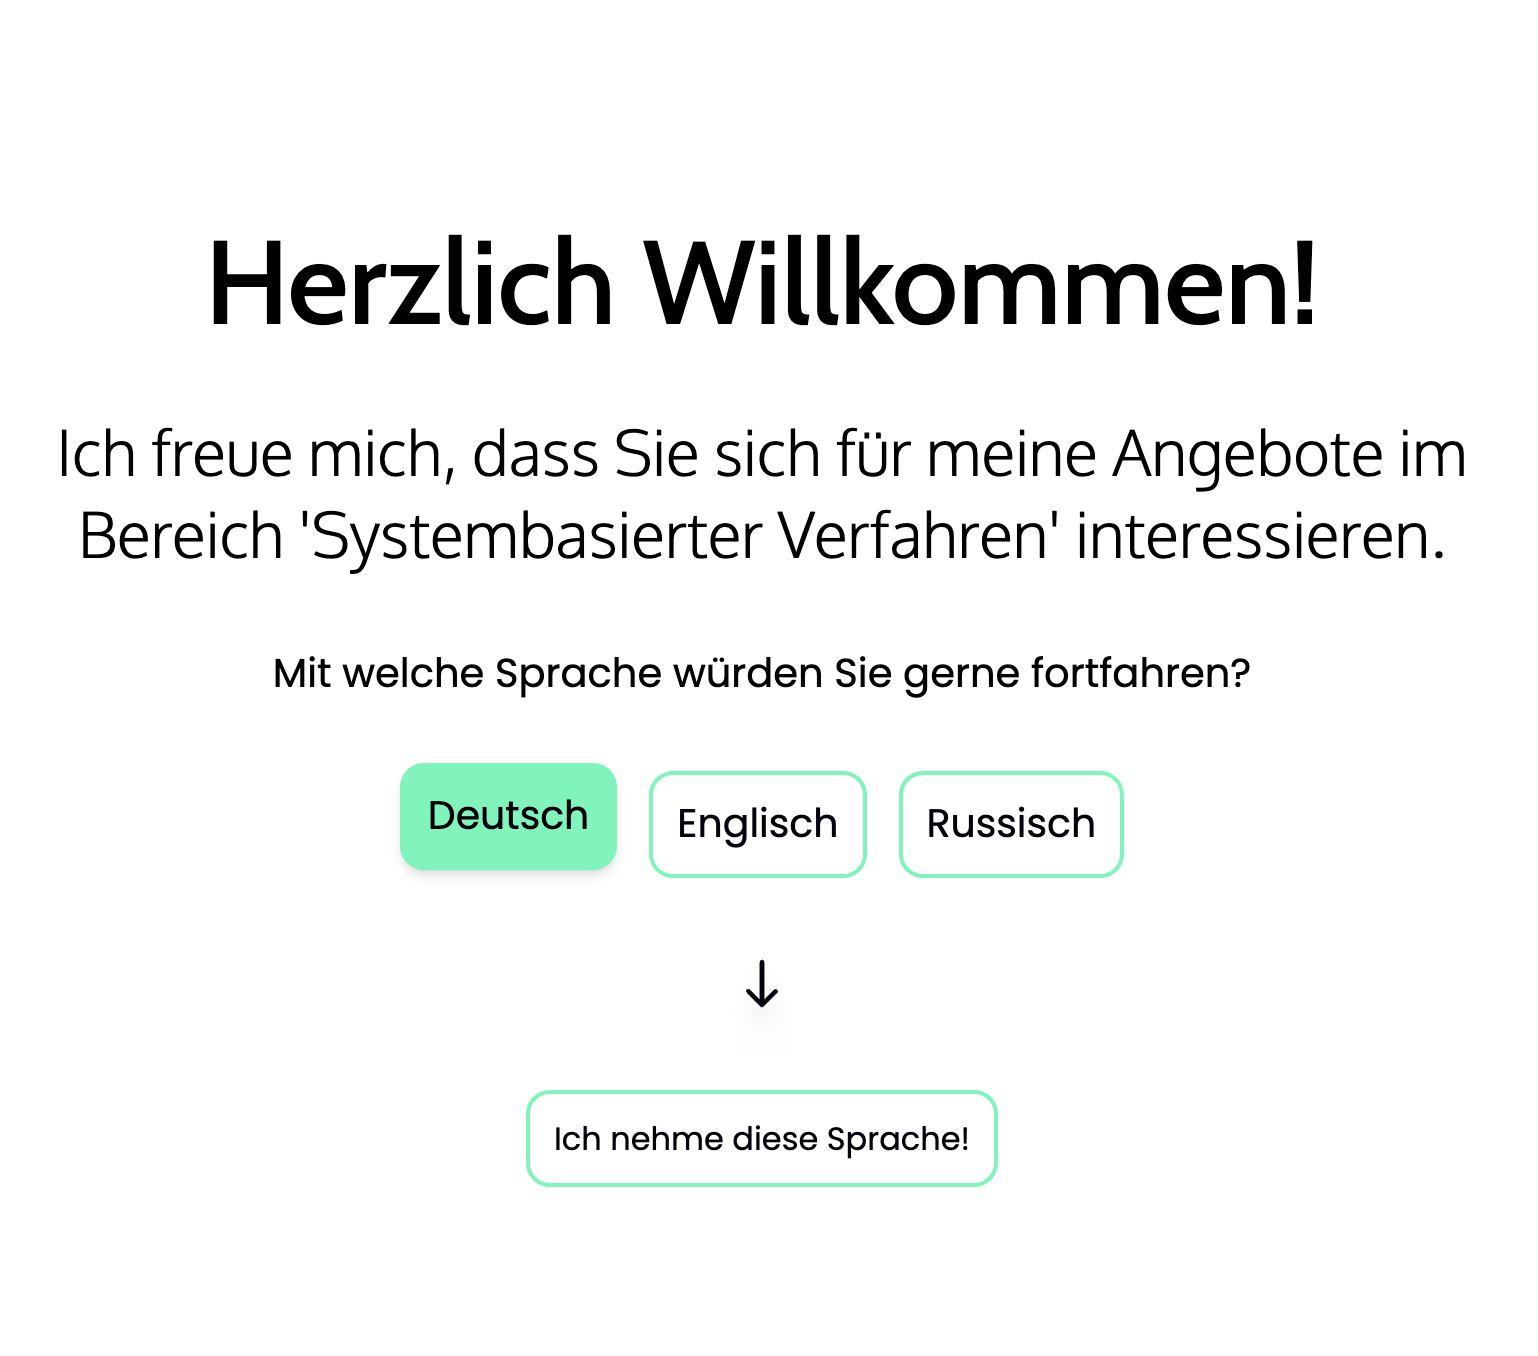 Herzlich Willkommen!
Ich freue mich, dass Sie sich für meine Angebote im
Bereich 'Systembasierter Verfahren' interessieren.
Mit welche Sprache würden Sie gerne fortfahren?
Deutsch
Englisch
Russisch
Ich nehme diese Sprache!